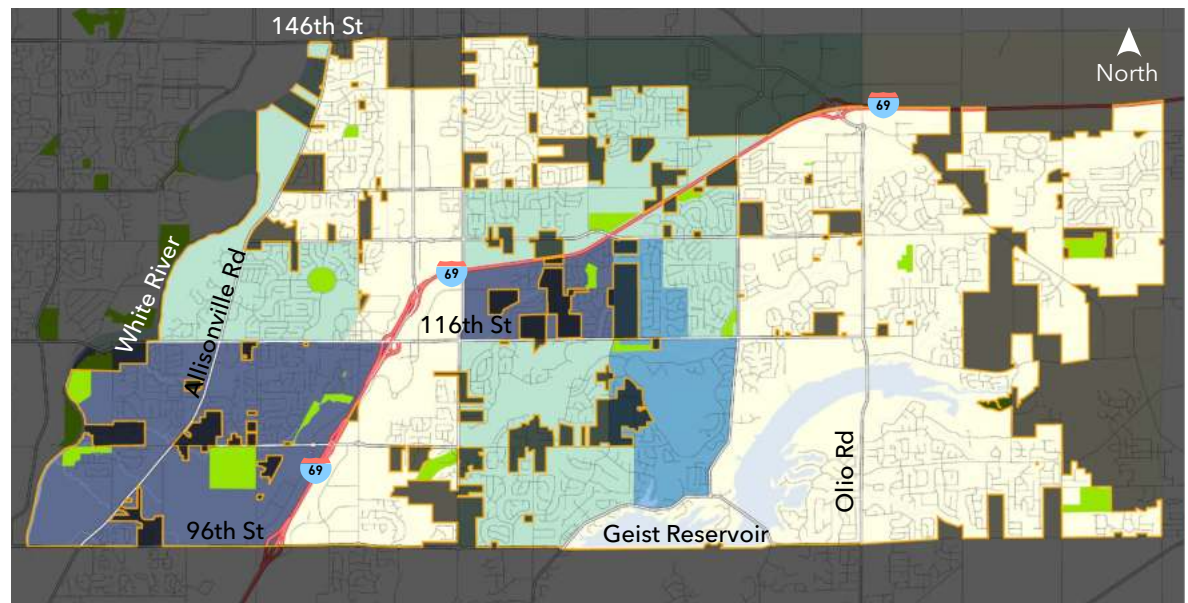 146th St
North
69
69
White River
Allisonville Rd
116th St
69
Olio Rd
96th St
Geist Reservoir